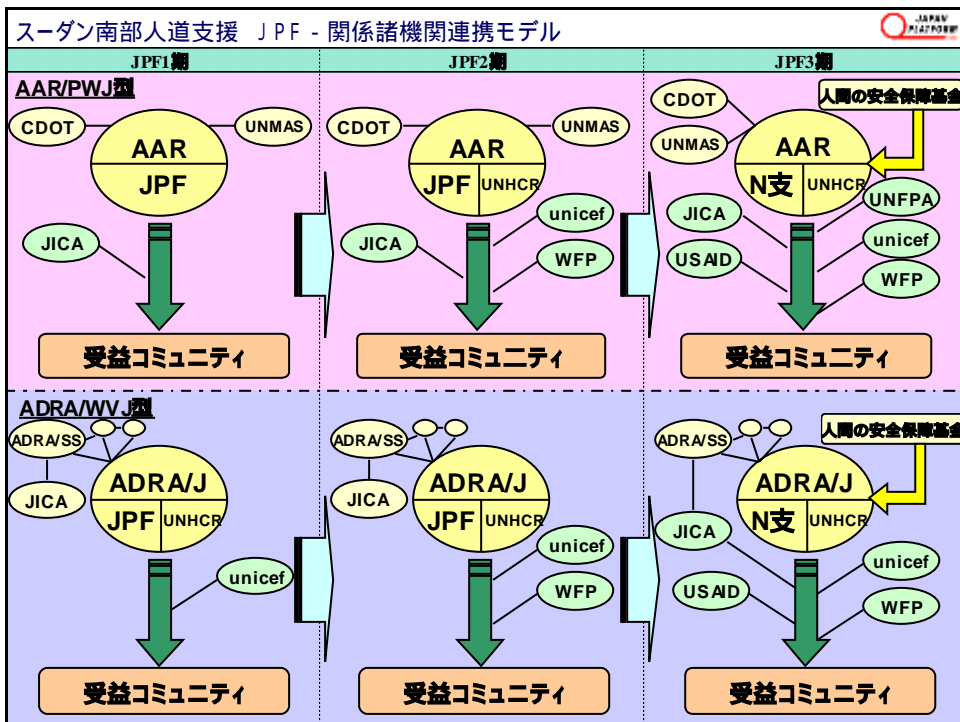 スーダン南部人道支援 JPF - 関係諸機関連携モデル
JAPAN
PLATFORM
JPF1期
JPF2期
JPF3期
AAR/PWJ型
CDOT
UNMAS
AAR
JPF
JICA
受益コミュニティ
CDOT
UNMAS
AAR
JPF
UNHCR
unicef
JICA
WFP
受益コミュニティ
CDOT
人間の安全保障基金
UNMAS
AAR
N支
UNHCR
UNFPA
JICA
unicef
USAID
WFP
受益コミュニティ
ADRA/WVJ型
ADRA/SS
JICA
ADRA/J
JPF
UNHCR
unicef
受益コミュニティ
ADRA/SS
JICA
ADRA/J
JPF
UNHCR
unicef
WFP
受益コミュニティ
ADRA/SS
人間の安全保障基金
ADRA/J
N支
UNHCR
JICA
unicef
USAID
WFP
受益コミュニティ